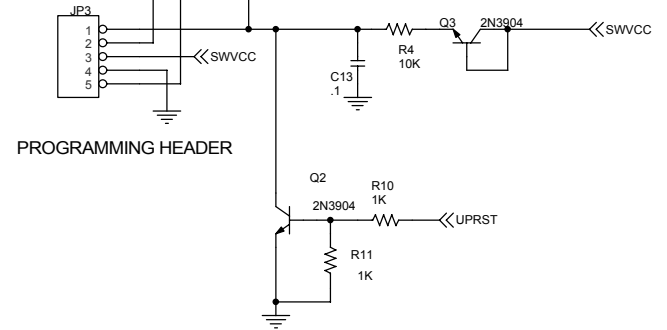 JP3
1
2
3
4
5
SWVCC
PROGRAMMING HEADER
C13
.1
R4
10K
Q3
2N3904
SWVCC
Q2
2N3904
R10
1K
UPRST
R11
1K